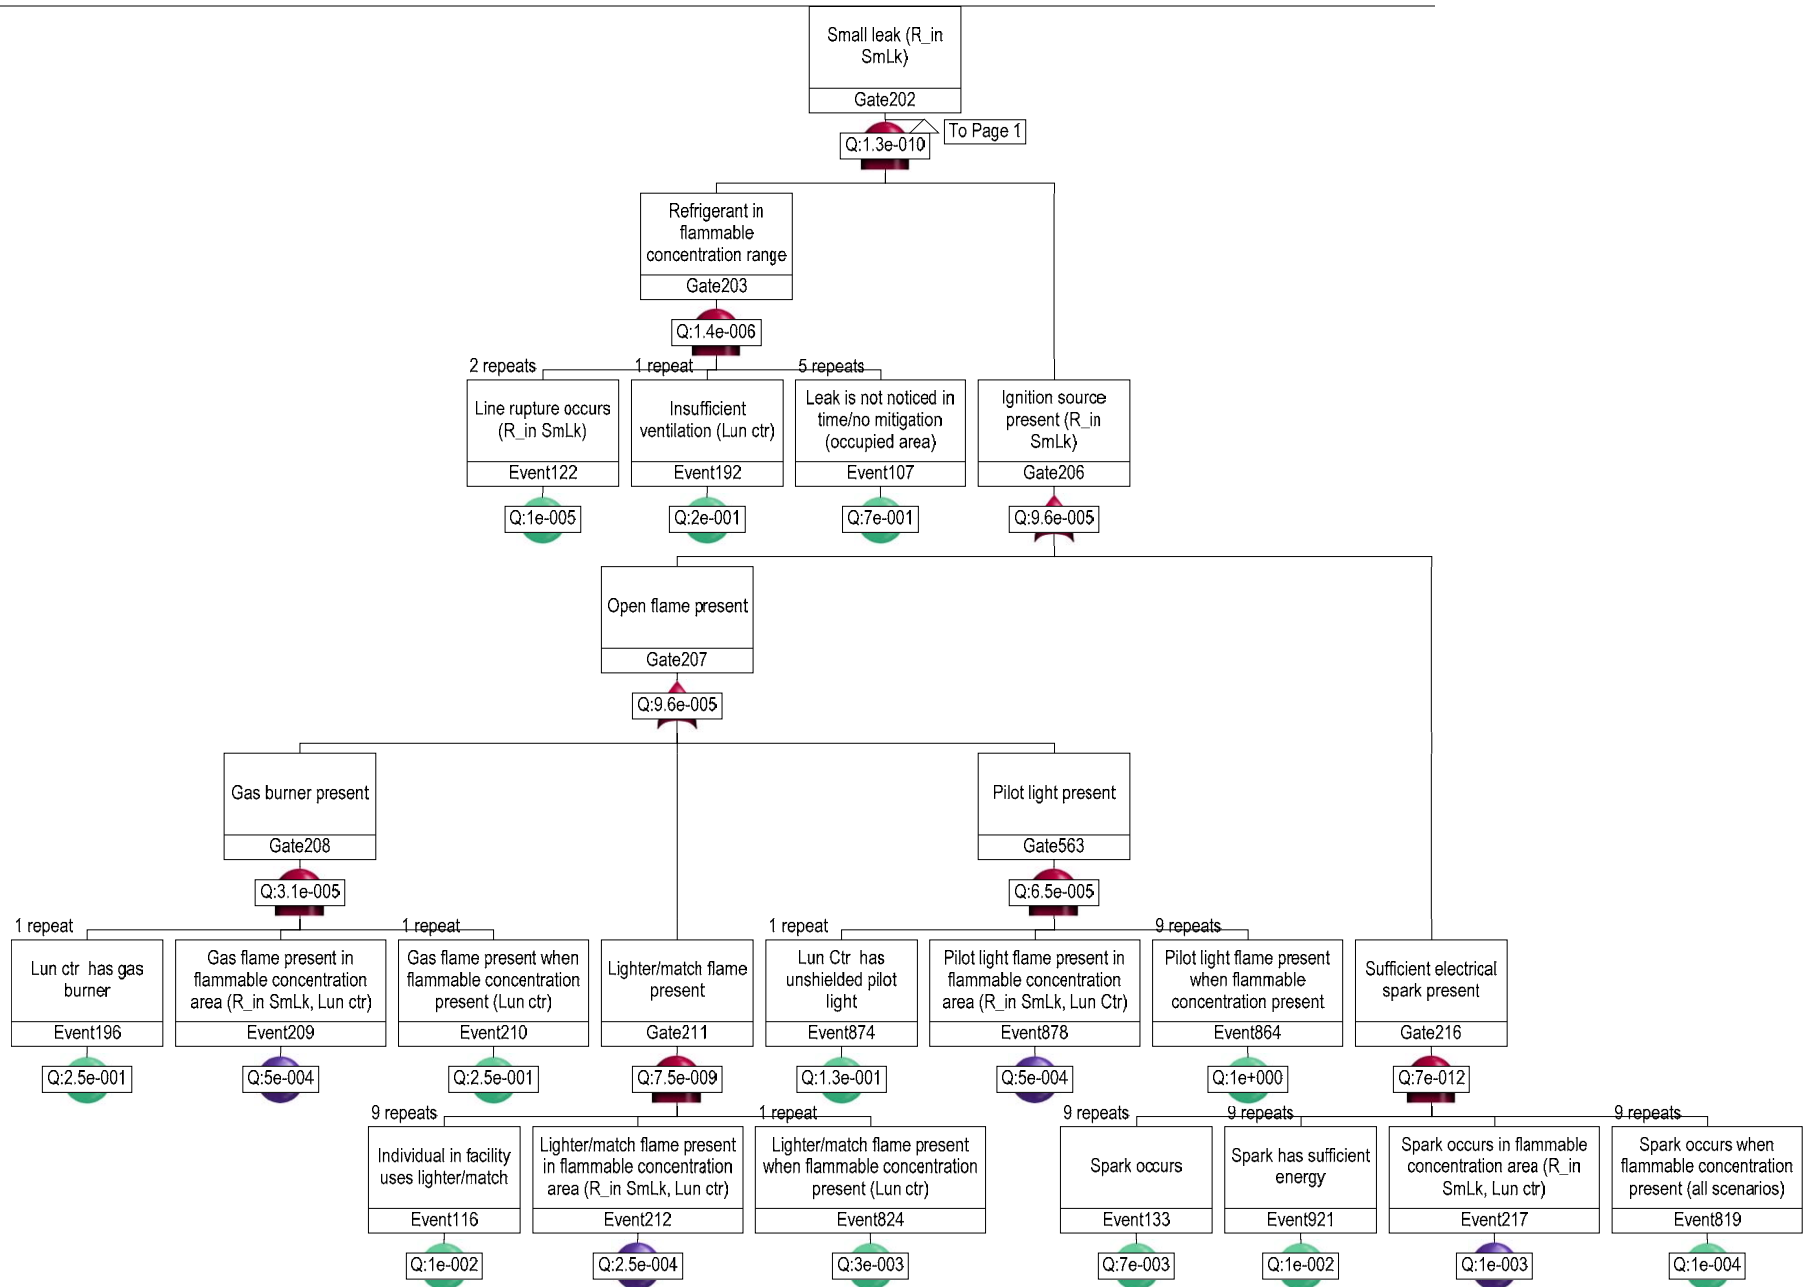 Small leak (R_in
SmLk)
Gate202
Q:1.3e-010
To Page 1
Refrigerant in
flammable
concentration range
Gate203
Q:1.4e-006
2 repeats
1 repeat
5 repeats
Line rupture occurs
(R_in SmLk)
Event122
Q:1e-005
Insufficient
ventilation (Lun ctr)
Event192
Q:2e-001
Leak is not noticed in
time/no mitigation
(occupied area)
Event107
Q:7e-001
Ignition source
present (R_in
SmLk)
Gate206
Q:9.6e-005
Open flame present
Gate207
Q:9.6e-005
Gas burner present
Gate208
Q:3.1e-005
Pilot light present
Gate563
Q:6.5e-005
1 repeat
1 repeat
1 repeat
9 repeats
Lun ctr has gas
burner
Event196
Q:2.5e-001
Gas flame present in
flammable concentration
area (R_in SmLk, Lun ctr)
Event209
Q:5e-004
Gas flame present when
flammable concentration
present (Lun ctr)
Event210
Q:2.5e-001
Lighter/match flame
present
Gate211
Q:7.5e-009
Lun Ctr has
unshielded pilot
light
Event874
Q:1.3e-001
Pilot light flame present in
flammable concentration
area (R_in SmLk, Lun Ctr)
Event878
Q:5e-004
Pilot light flame present
when flammable
concentration present
Event864
Q:1e+000
Sufficient electrical
spark present
Gate216
Q:7e-012
9 repeats
1 repeat
9 repeats
9 repeats
9 repeats
Individual in facility
uses lighter/match
Event116
Q:1e-002
Lighter/match flame present
in flammable concentration
area (R_in SmLk, Lun ctr)
Event212
Q:2.5e-004
Lighter/match flame present
when flammable concentration
present (Lun ctr)
Event824
Q:3e-003
Spark occurs
Event133
Q:7e-003
Spark has sufficient
energy
Event921
Q:1e-002
Spark occurs in flammable
concentration area (R_in
SmLk, Lun ctr)
Event217
Q:1e-003
Spark occurs when
flammable concentration
present (all scenarios)
Event819
Q:1e-004